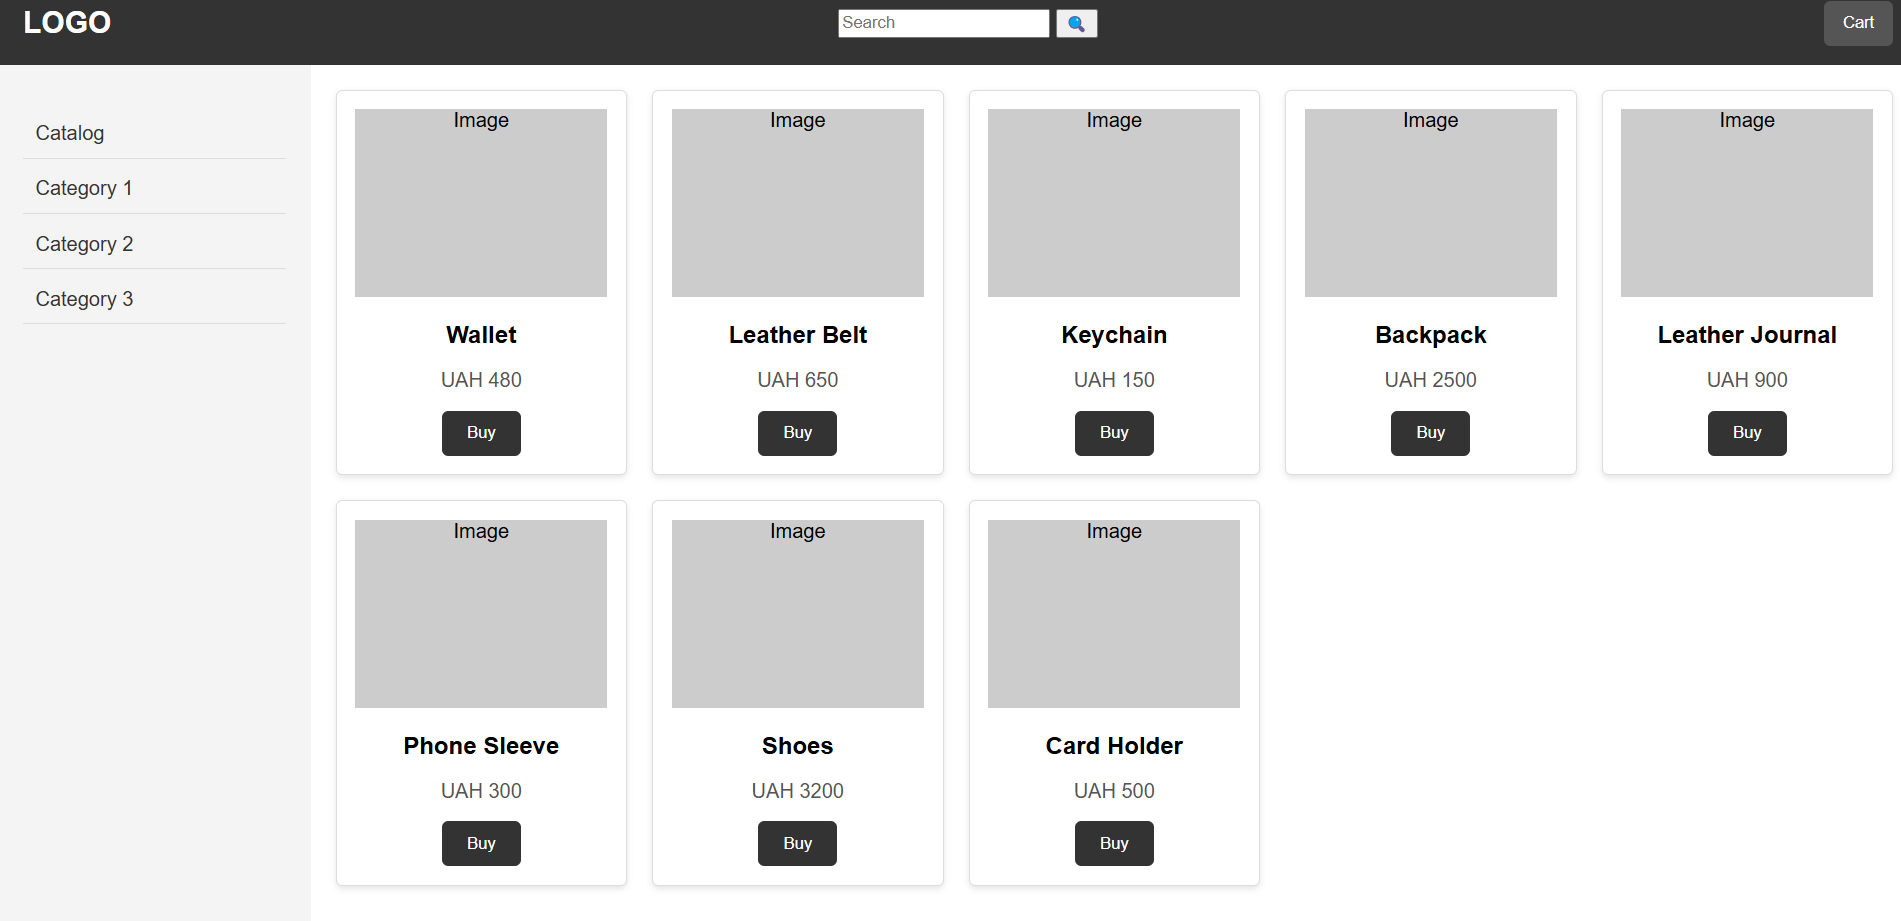 LOGO
Search
Cart
Catalog
Category 1
Category 2
Category 3
Image
Wallet
UAH 480
Buy
Image
Leather Belt
UAH 650
Buy
Image
Keychain
UAH 150
Buy
Image
Backpack
UAH 2500
Buy
Image
Leather Journal
UAH 900
Buy
Image
Phone Sleeve
UAH 300
Buy
Image
Shoes
UAH 3200
Buy
Image
Card Holder
UAH 500
Buy